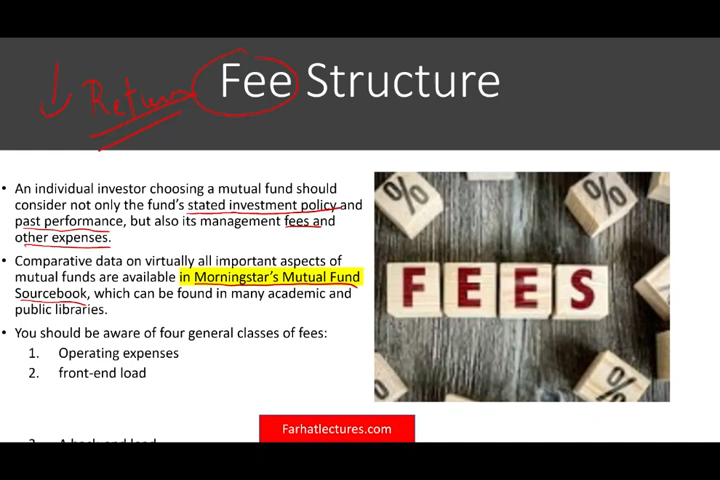 Fee Structure
↓ Return
• An individual investor choosing a mutual fund should
consider not only the fund's stated investment policy and
past performance, but also its management fees and
other expenses.
• Comparative data on virtually all important aspects of
mutual funds are available in Morningstar's Mutual Fund
Sourcebook, which can be found in many academic and
public libraries.
• You should be aware of four general classes of fees:
1. Operating expenses
2. front-end load
% %
FEES
% %
Farhatlectures.com